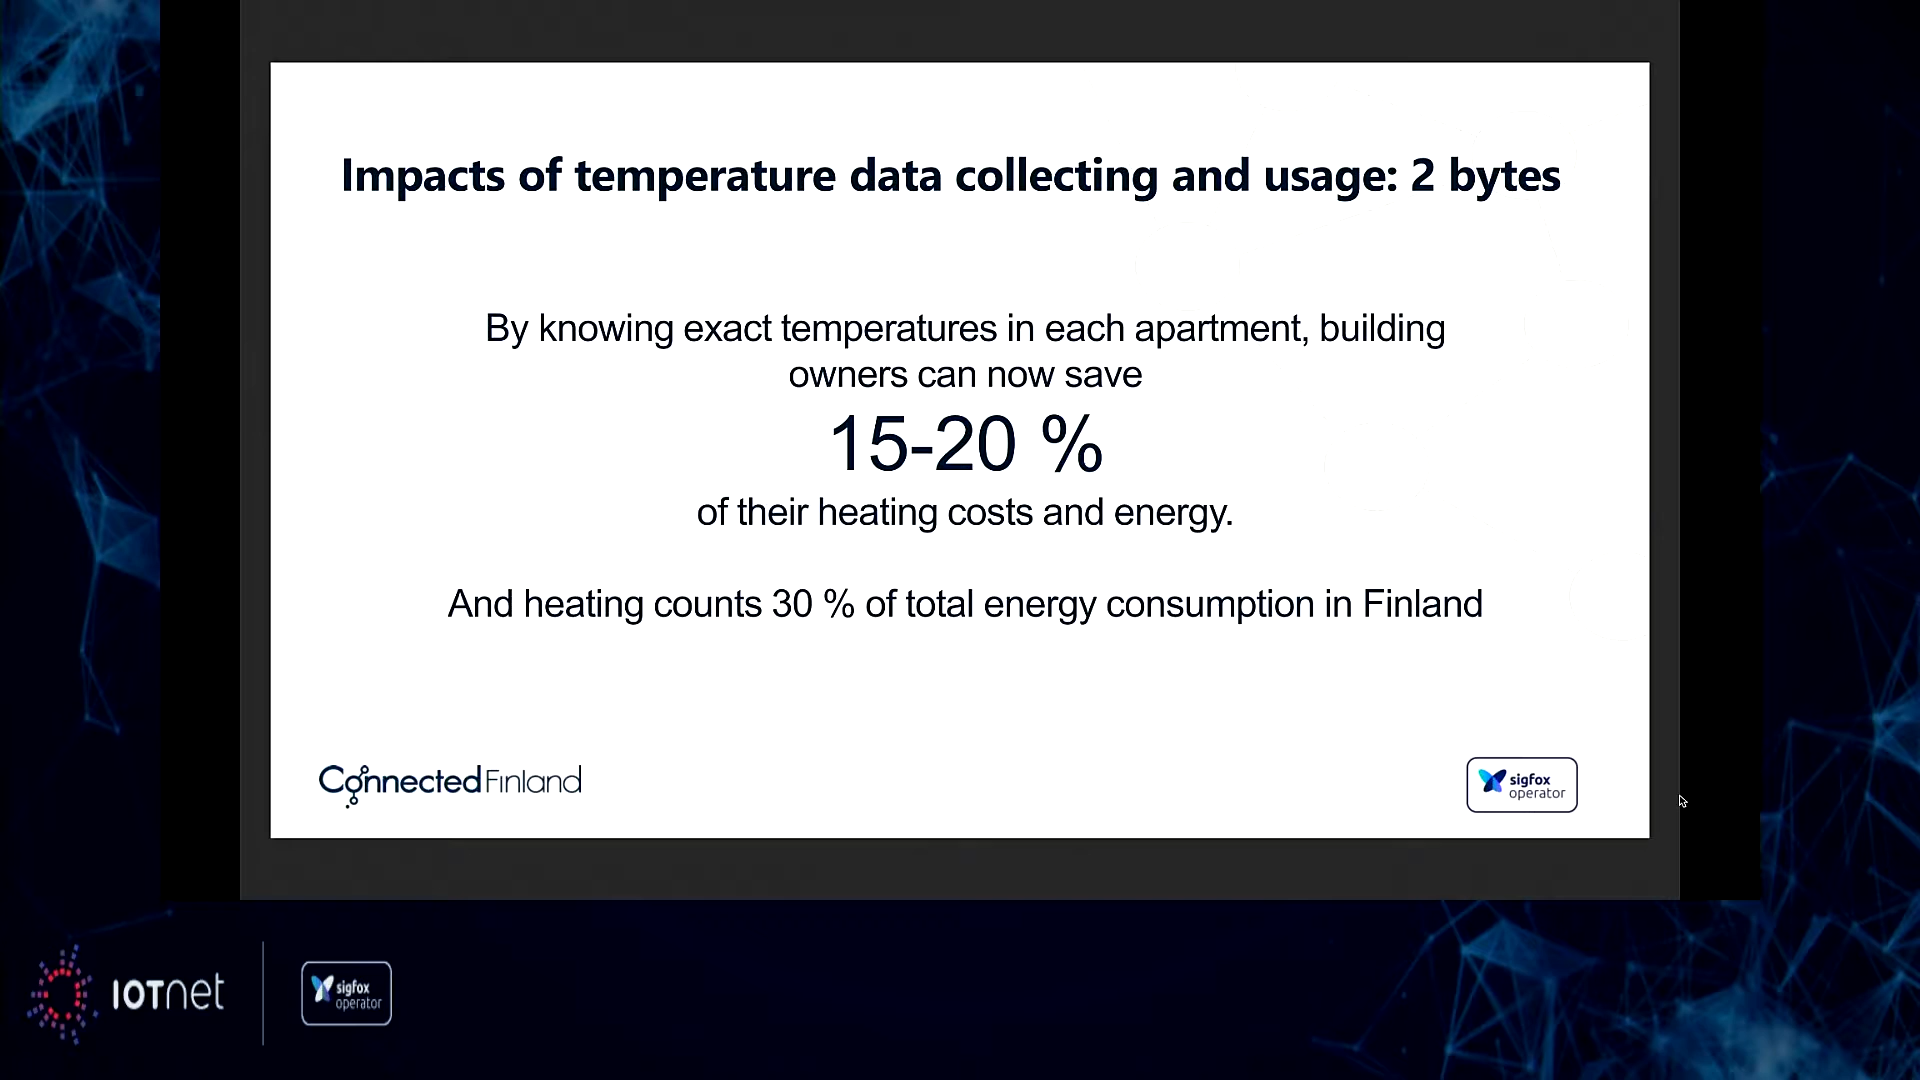 Impacts of temperature data collecting and usage: 2 bytes
By knowing exact temperatures in each apartment, building
owners can now save
15-20 %
of their heating costs and energy.
And heating counts 30 % of total energy consumption in Finland
Connected Finland
sigfox
operator
IOTnet
sigfox
operator